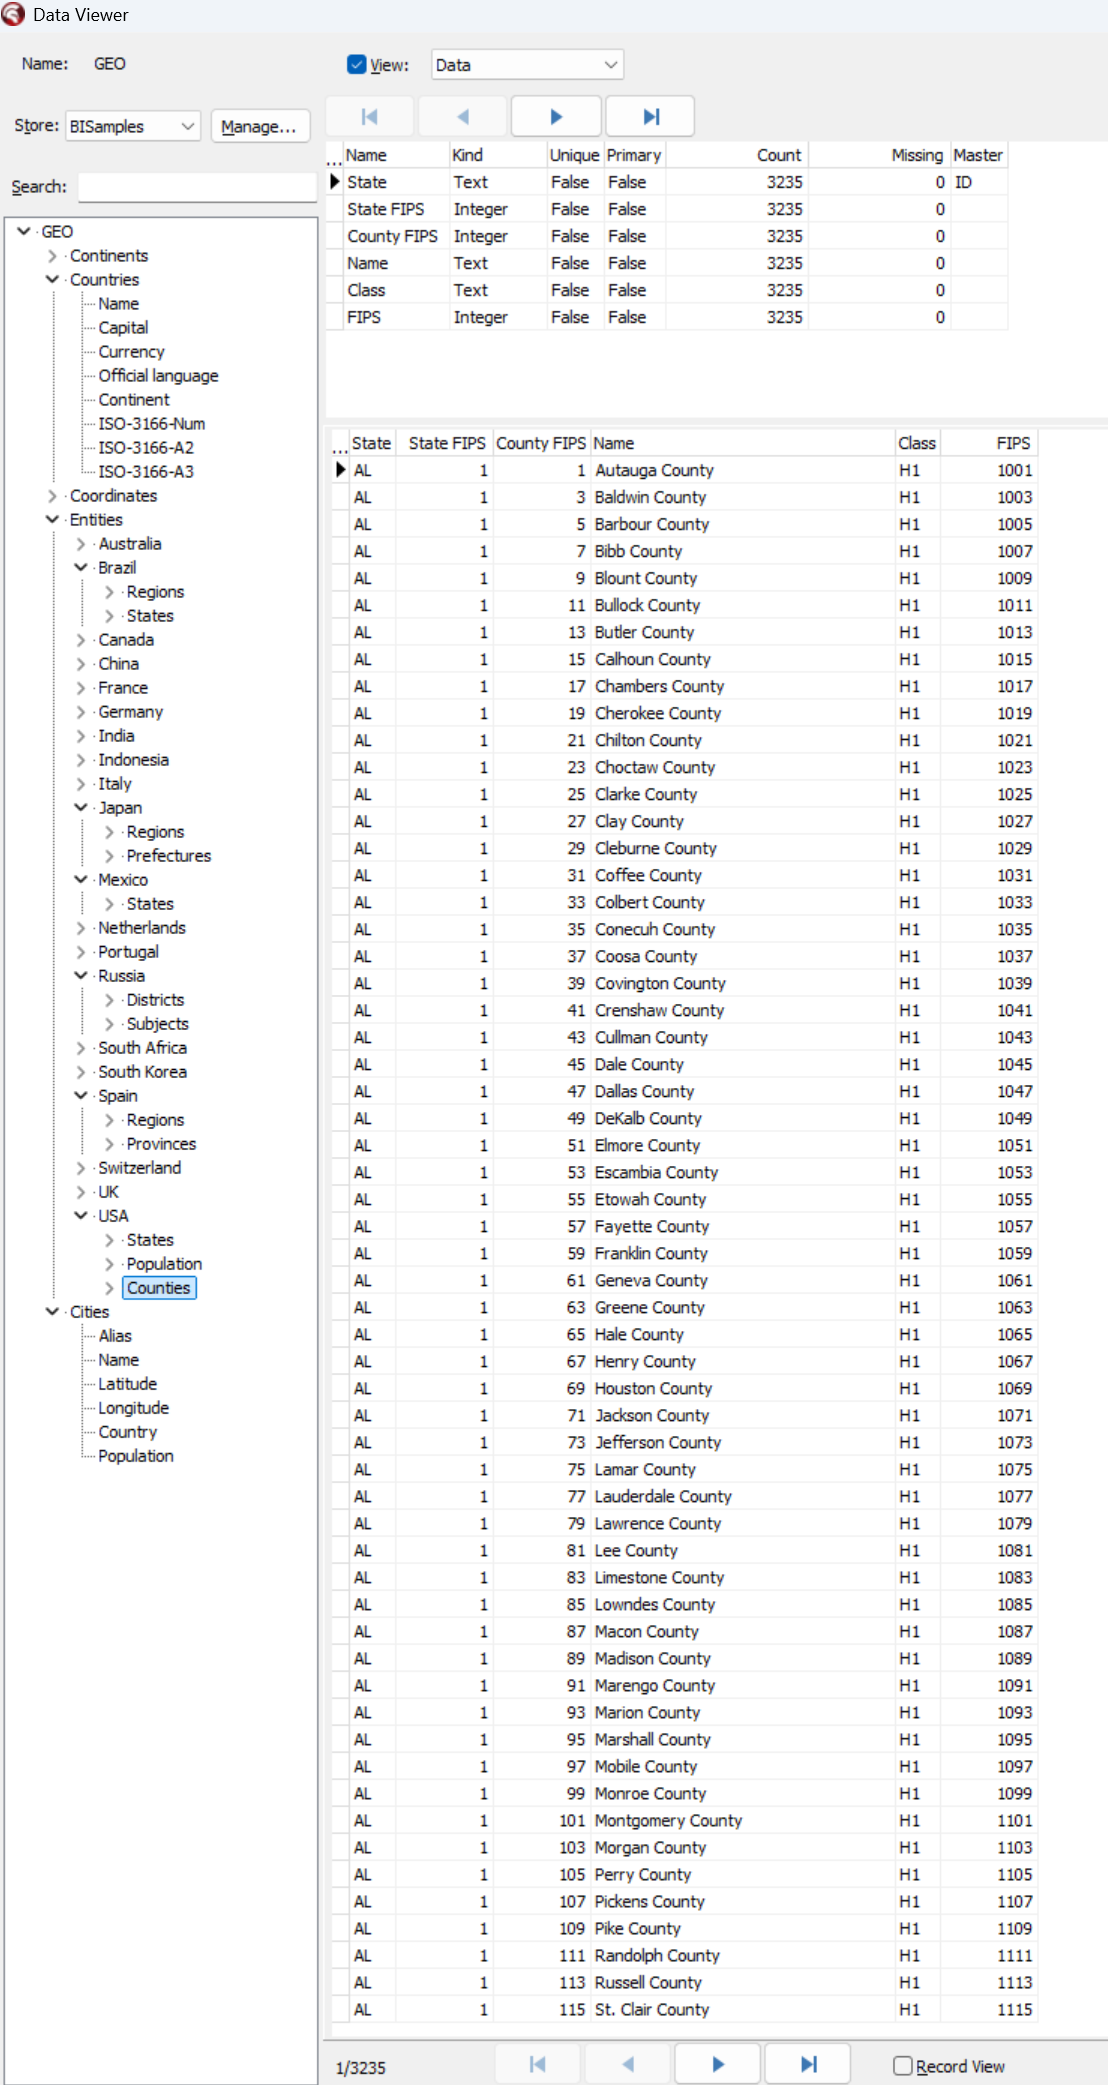 Data Viewer
Name: GEO
View: Data
Store: BISamples Manage...
Search:
GEO
Continents
Countries
Name
Capital
Currency
Official language
Continent
ISO-3166-Num
ISO-3166-A2
ISO-3166-A3
Coordinates
Entities
Australia
Brazil
Regions
States
Canada
China
France
Germany
India
Indonesia
Italy
Japan
Regions
Prefectures
Mexico
States
Netherlands
Portugal
Russia
Districts
Subjects
South Africa
South Korea
Spain
Regions
Provinces
Switzerland
UK
USA
States
Population
Counties
Cities
Alias
Name
Latitude
Longitude
Country
Population
... Name Kind Unique Primary Count Missing Master
State Text False False 3235 0 ID
State FIPS Integer False False 3235 0
County FIPS Integer False False 3235 0
Name Text False False 3235 0
Class Text False False 3235 0
FIPS Integer False False 3235 0
... State State FIPS County FIPS Name Class FIPS
AL 1 1 Autauga County H1 1001
AL 1 3 Baldwin County H1 1003
AL 1 5 Barbour County H1 1005
AL 1 7 Bibb County H1 1007
AL 1 9 Blount County H1 1009
AL 1 11 Bullock County H1 1011
AL 1 13 Butler County H1 1013
AL 1 15 Calhoun County H1 1015
AL 1 17 Chambers County H1 1017
AL 1 19 Cherokee County H1 1019
AL 1 21 Chilton County H1 1021
AL 1 23 Choctaw County H1 1023
AL 1 25 Clarke County H1 1025
AL 1 27 Clay County H1 1027
AL 1 29 Cleburne County H1 1029
AL 1 31 Coffee County H1 1031
AL 1 33 Colbert County H1 1033
AL 1 35 Conecuh County H1 1035
AL 1 37 Coosa County H1 1037
AL 1 39 Covington County H1 1039
AL 1 41 Crenshaw County H1 1041
AL 1 43 Cullman County H1 1043
AL 1 45 Dale County H1 1045
AL 1 47 Dallas County H1 1047
AL 1 49 DeKalb County H1 1049
AL 1 51 Elmore County H1 1051
AL 1 53 Escambia County H1 1053
AL 1 55 Etowah County H1 1055
AL 1 57 Fayette County H1 1057
AL 1 59 Franklin County H1 1059
AL 1 61 Geneva County H1 1061
AL 1 63 Greene County H1 1063
AL 1 65 Hale County H1 1065
AL 1 67 Henry County H1 1067
AL 1 69 Houston County H1 1069
AL 1 71 Jackson County H1 1071
AL 1 73 Jefferson County H1 1073
AL 1 75 Lamar County H1 1075
AL 1 77 Lauderdale County H1 1077
AL 1 79 Lawrence County H1 1079
AL 1 81 Lee County H1 1081
AL 1 83 Limestone County H1 1083
AL 1 85 Lowndes County H1 1085
AL 1 87 Macon County H1 1087
AL 1 89 Madison County H1 1089
AL 1 91 Marengo County H1 1091
AL 1 93 Marion County H1 1093
AL 1 95 Marshall County H1 1095
AL 1 97 Mobile County H1 1097
AL 1 99 Monroe County H1 1099
AL 1 101 Montgomery County H1 1101
AL 1 103 Morgan County H1 1103
AL 1 105 Perry County H1 1105
AL 1 107 Pickens County H1 1107
AL 1 109 Pike County H1 1109
AL 1 111 Randolph County H1 1111
AL 1 113 Russell County H1 1113
AL 1 115 St. Clair County H1 1115
1/3235 Record View